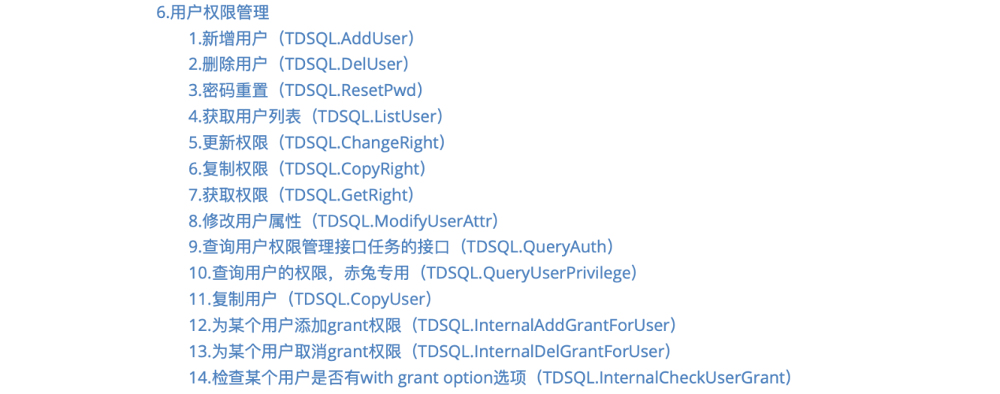 6.用户权限管理
1.新增用户（TDSQL.AddUser）
2.删除用户（TDSQL.DelUser）
3.密码重置（TDSQL.ResetPwd）
4.获取用户列表（TDSQL.ListUser）
5.更新权限（TDSQL.ChangeRight）
6.复制权限（TDSQL.CopyRight）
7.获取权限（TDSQL.GetRight）
8.修改用户属性（TDSQL.ModifyUserAttr）
9.查询用户权限管理接口任务的接口（TDSQL.QueryAuth）
10.查询用户的权限，赤兔专用（TDSQL.QueryUserPrivilege）
11.复制用户（TDSQL.CopyUser）
12.为某个用户添加grant权限（TDSQL.InternalAddGrantForUser）
13.为某个用户取消grant权限（TDSQL.InternalDelGrantForUser）
14.检查某个用户是否有with grant option选项（TDSQL.InternalCheckUserGrant）